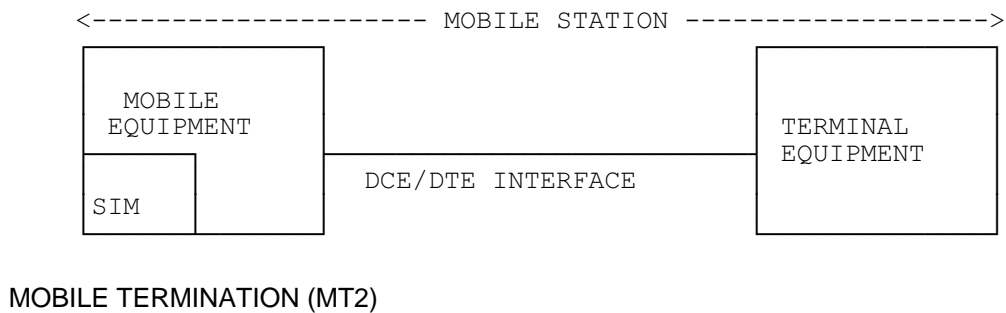 <--------------------- MOBILE STATION ------------------->
MOBILE
EQUIPMENT
SIM
DCE/DTE INTERFACE
TERMINAL
EQUIPMENT
MOBILE TERMINATION (MT2)